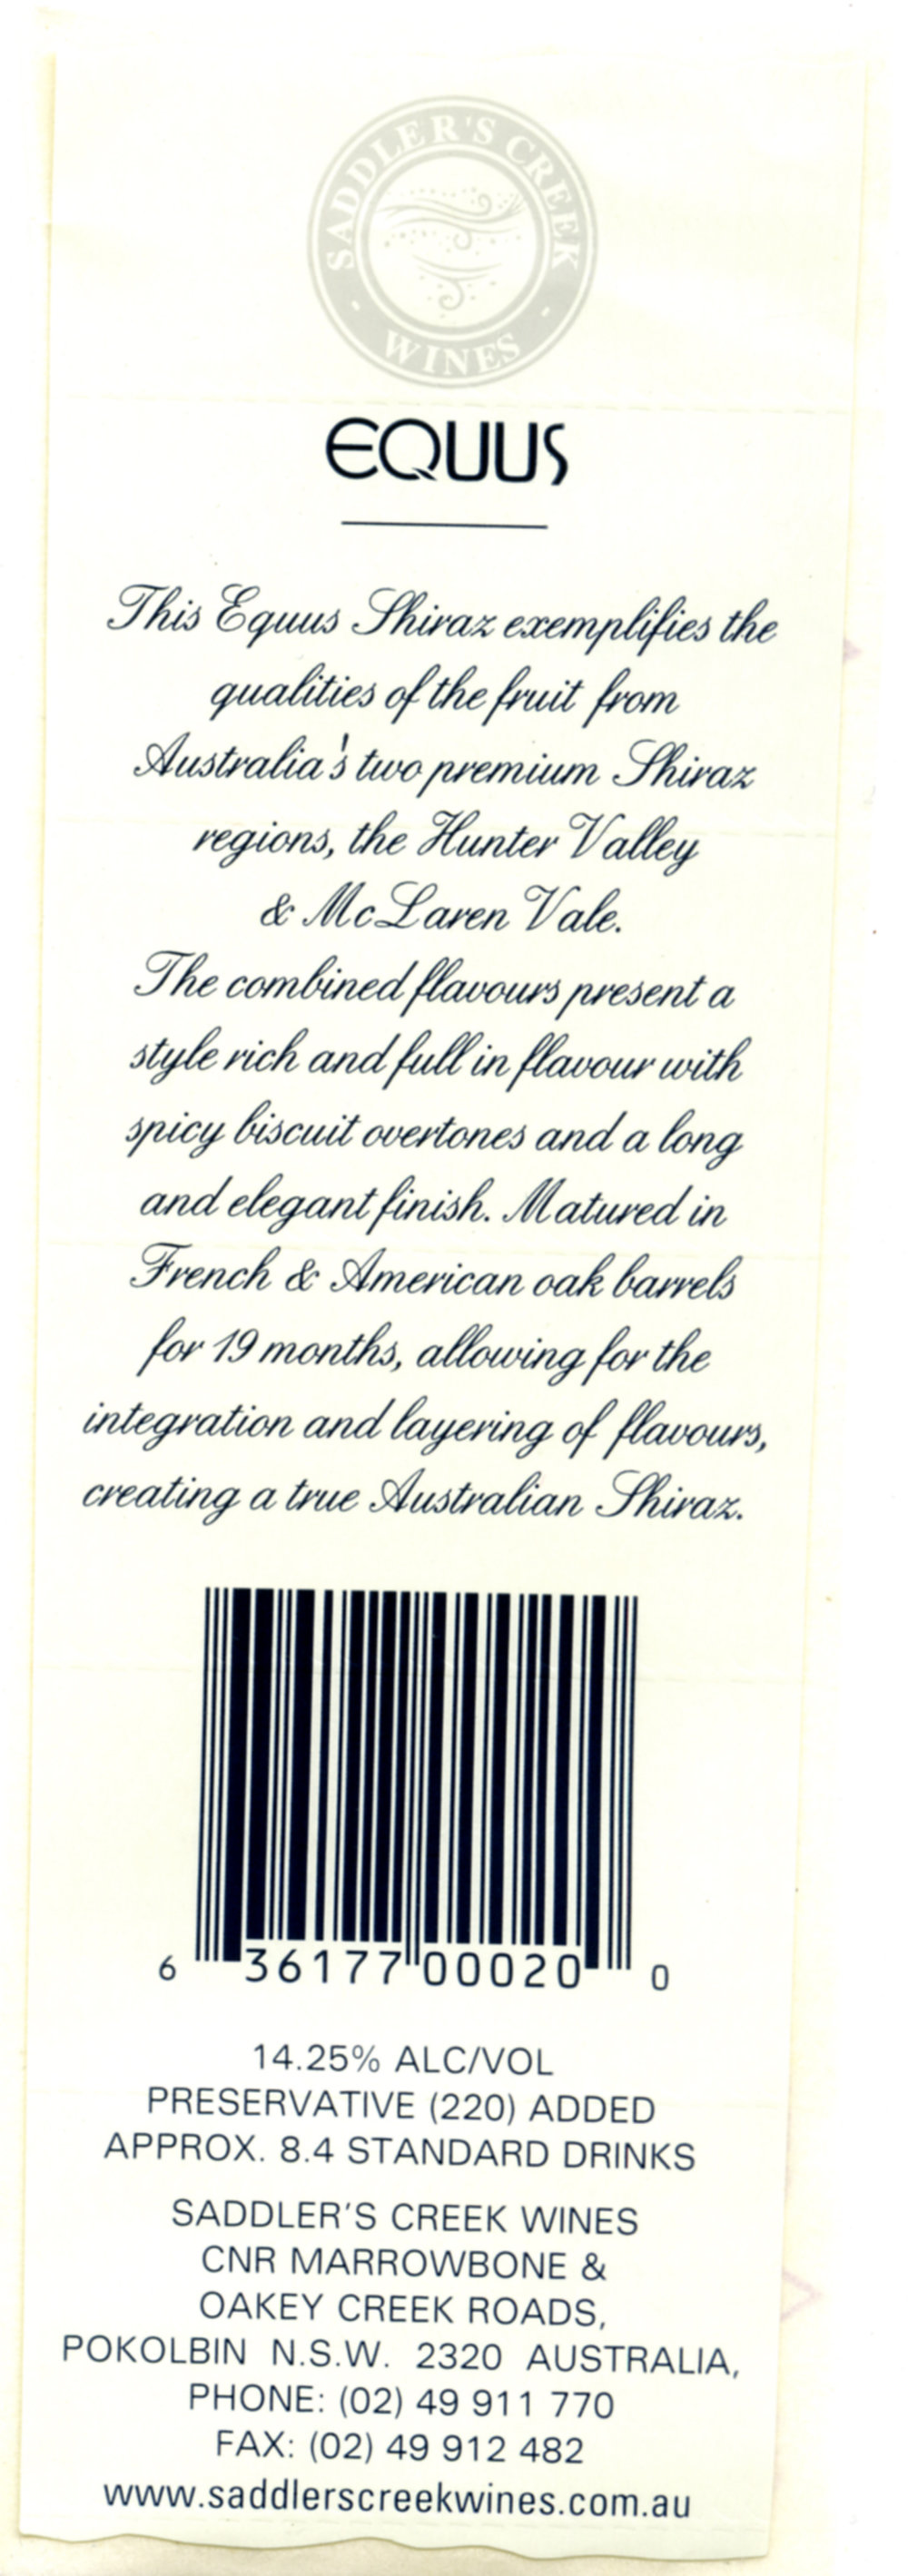 SADDLER'S CREEK
WINES
EQUUS
This Equus Shiraz exemplifies the
qualities of the fruit from
Australia's two premium Shiraz
regions, the Hunter Valley
& McLaren Vale.
The combined flavours present a
style rich and full in flavour with
spicy biscuit overtones and a long
and elegant finish. Matured in
French & American oak barrels
for 19 months, allowing for the
integration and layering of flavours,
creating a true Australian Shiraz.
6 36177 00020 0
14.25% ALC/VOL
PRESERVATIVE (220) ADDED
APPROX. 8.4 STANDARD DRINKS
SADDLER'S CREEK WINES
CNR MARROWBONE &
OAKEY CREEK ROADS,
POKOLBIN N.S.W. 2320 AUSTRALIA,
PHONE: (02) 49 911 770
FAX: (02) 49 912 482
www.saddlerscreekwines.com.au